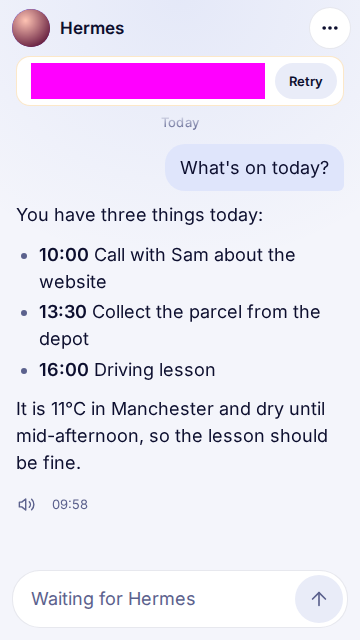 Hermes
Retry
Today
What's on today?
You have three things today:
10:00 Call with Sam about the
website
13:30 Collect the parcel from the
depot
16:00 Driving lesson
It is 11°C in Manchester and dry until
mid-afternoon, so the lesson should
be fine.
09:58
Waiting for Hermes